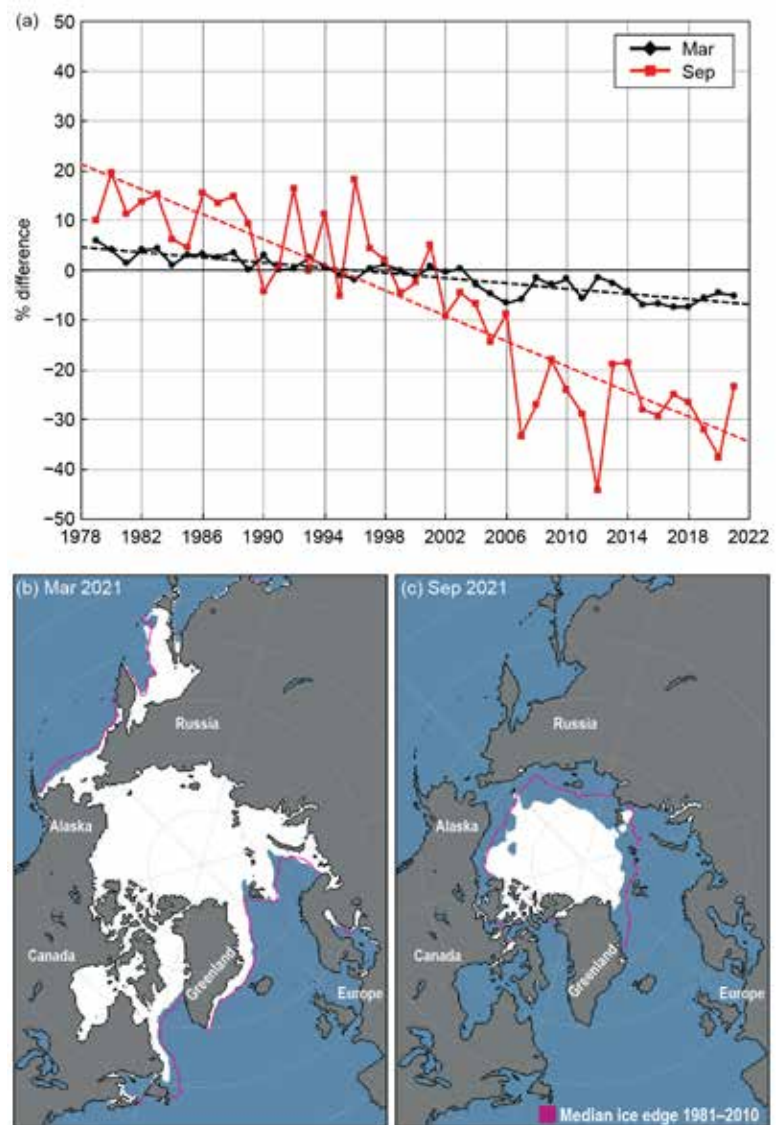 (a)
50
40
30
20
10
0
−10
−20
−30
−40
−50
% difference
Mar
Sep
1978 1982 1986 1990 1994 1998 2002 2006 2010 2014 2018 2022
(b) Mar 2021
Russia
Alaska
Canada
Greenland
Europe
(c) Sep 2021
Russia
Alaska
Canada
Greenland
Europe
Median ice edge 1981–2010